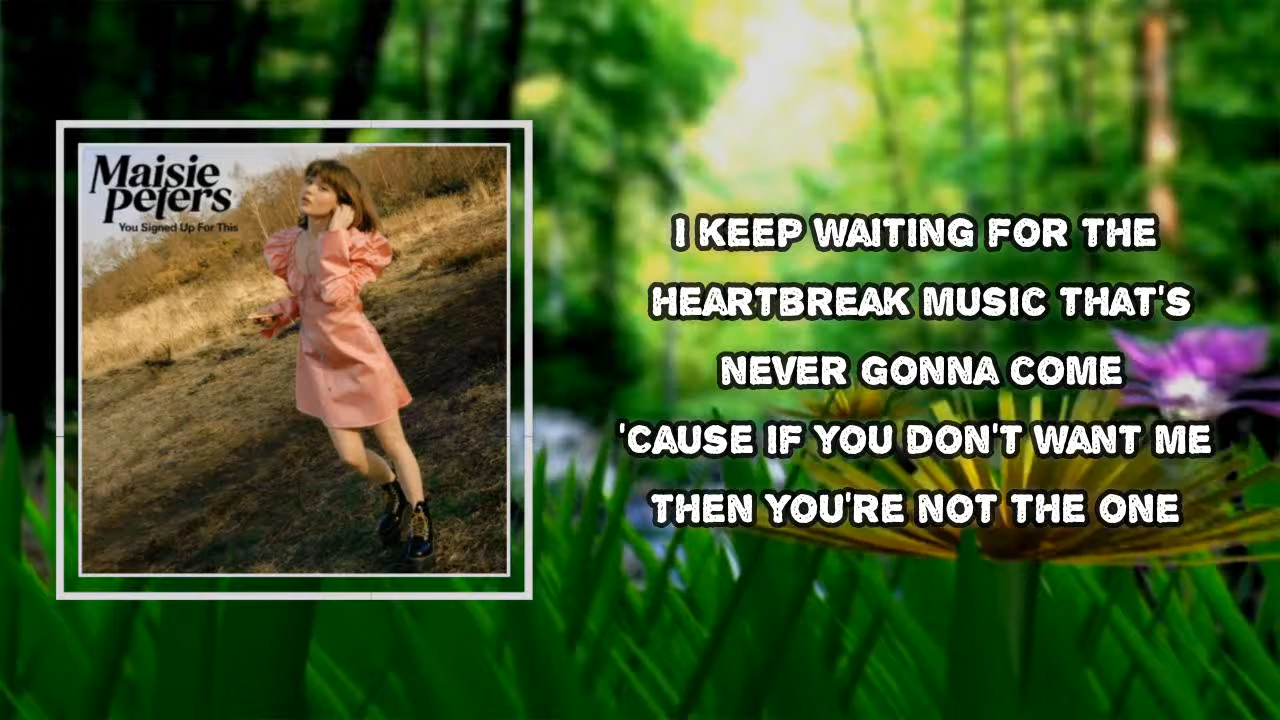 Maisie
Peters
You Signed Up For This
I KEEP WAITING FOR THE
HEARTBREAK MUSIC THAT'S
NEVER GONNA COME
'CAUSE IF YOU DON'T WANT ME
THEN YOU'RE NOT THE ONE